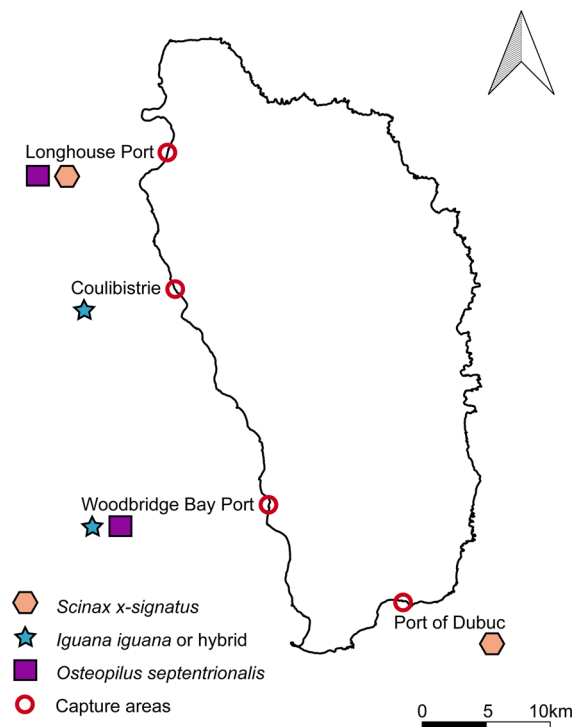 Longhouse Port
Coulibistrie
Woodbridge Bay Port
Port of Dubuc
Scinax x-signatus
Iguana iguana or hybrid
Osteopilus septentrionalis
Capture areas
0 5 10km